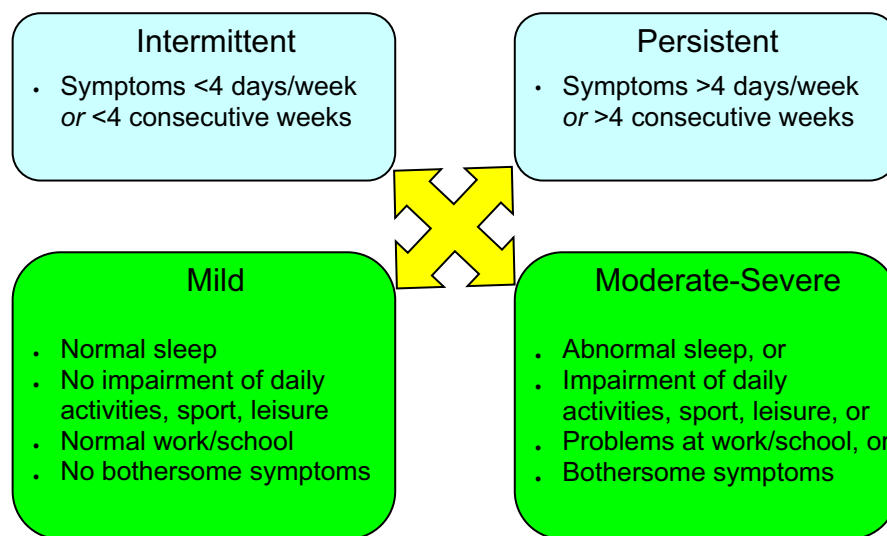 Intermittent
• Symptoms <4 days/week
or <4 consecutive weeks
Persistent
• Symptoms >4 days/week
or >4 consecutive weeks
Mild
• Normal sleep
• No impairment of daily
activities, sport, leisure
• Normal work/school
• No bothersome symptoms
Moderate-Severe
• Abnormal sleep, or
• Impairment of daily
activities, sport, leisure, or
• Problems at work/school, or
• Bothersome symptoms